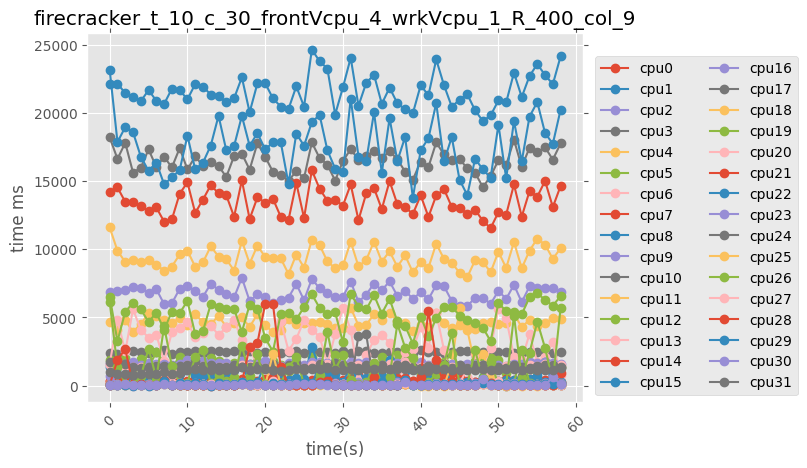 firecracker_t_10_c_30_frontVcpu_4_wrkVcpu_1_R_400_col_9
time ms
25000
20000
15000
10000
5000
0
0
10
20
30
40
50
60
time(s)
cpu0
cpu1
cpu2
cpu3
cpu4
cpu5
cpu6
cpu7
cpu8
cpu9
cpu10
cpu11
cpu12
cpu13
cpu14
cpu15
cpu16
cpu17
cpu18
cpu19
cpu20
cpu21
cpu22
cpu23
cpu24
cpu25
cpu26
cpu27
cpu28
cpu29
cpu30
cpu31